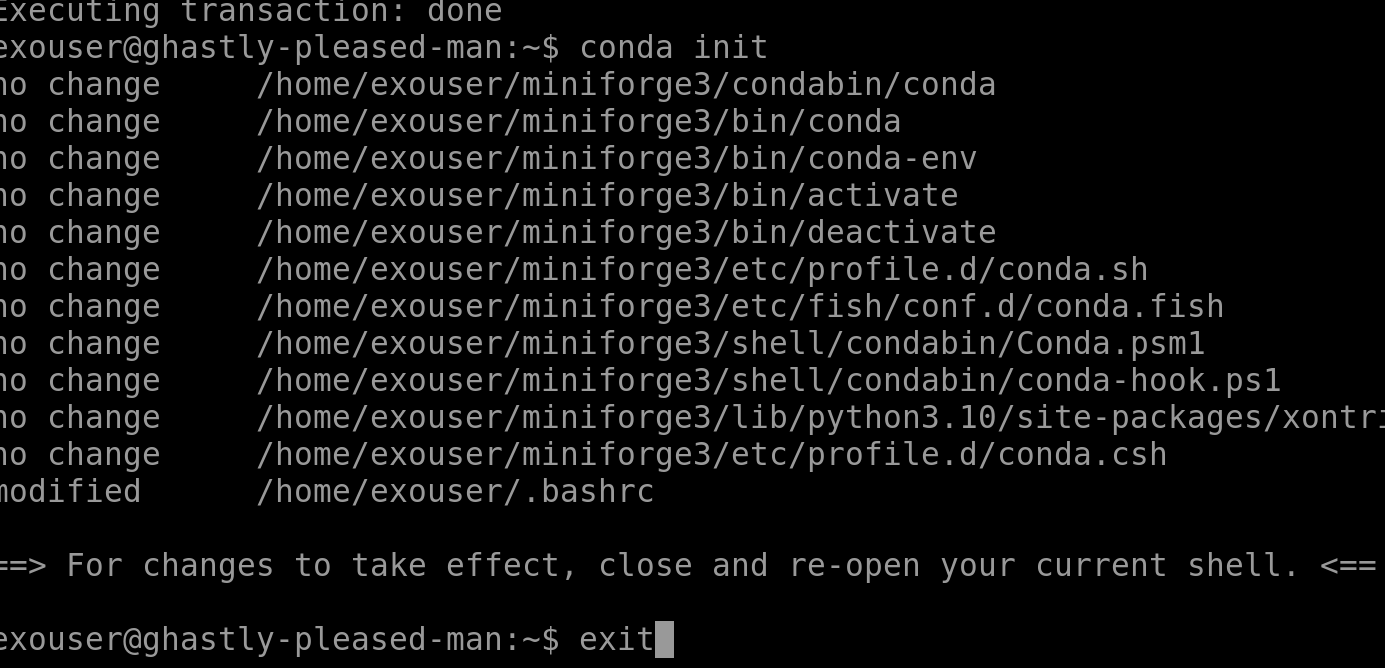 Executing transaction: done
exouser@ghastly-pleased-man:~$ conda init
no change     /home/exouser/miniforge3/condabin/conda
no change     /home/exouser/miniforge3/bin/conda
no change     /home/exouser/miniforge3/bin/conda-env
no change     /home/exouser/miniforge3/bin/activate
no change     /home/exouser/miniforge3/bin/deactivate
no change     /home/exouser/miniforge3/etc/profile.d/conda.sh
no change     /home/exouser/miniforge3/etc/fish/conf.d/conda.fish
no change     /home/exouser/miniforge3/shell/condabin/Conda.psm1
no change     /home/exouser/miniforge3/shell/condabin/conda-hook.ps1
no change     /home/exouser/miniforge3/lib/python3.10/site-packages/xontri
no change     /home/exouser/miniforge3/etc/profile.d/conda.csh
modified      /home/exouser/.bashrc
==> For changes to take effect, close and re-open your current shell. <==
exouser@ghastly-pleased-man:~$ exit